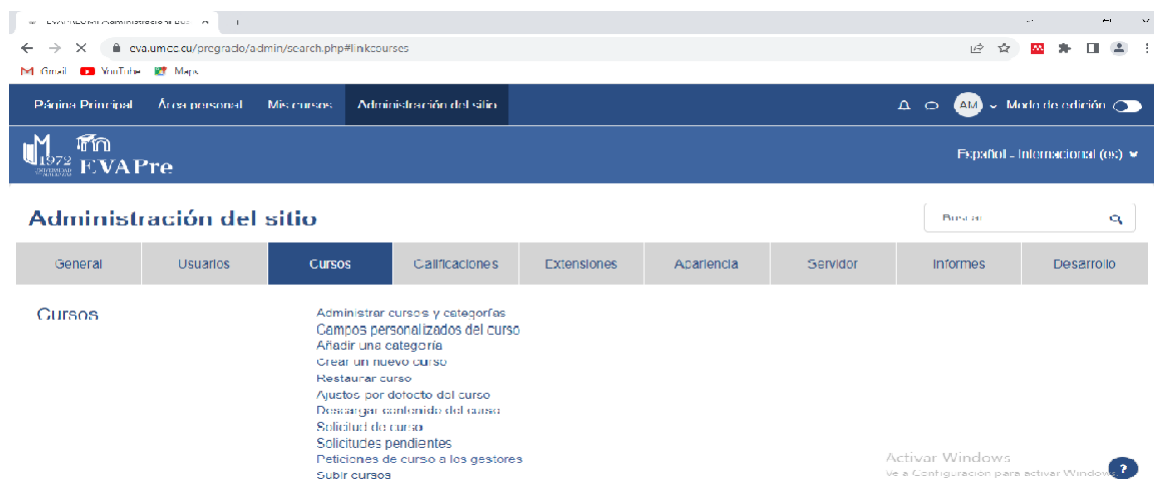 eva.umcc.cu/pregrado/admin/search.php#linkcourses
Gmail YouTube Maps
Página Principal Área personal Mis cursos Administración del sitio AM Modo de edición
1972
EVAPre
Español - Internacional (es)
Administración del sitio
Buscar
General Usuarios Cursos Calificaciones Extensiones Apariencia Servidor Informes Desarrollo
Cursos
Administrar cursos y categorías
Campos personalizados del curso
Añadir una categoría
Crear un nuevo curso
Restaurar curso
Ajustes por defecto del curso
Descargar contenido del curso
Solicitud de curso
Solicitudes pendientes
Peticiones de curso a los gestores
Subir cursos
Activar Windows
Ve a Configuración para activar Windows
?